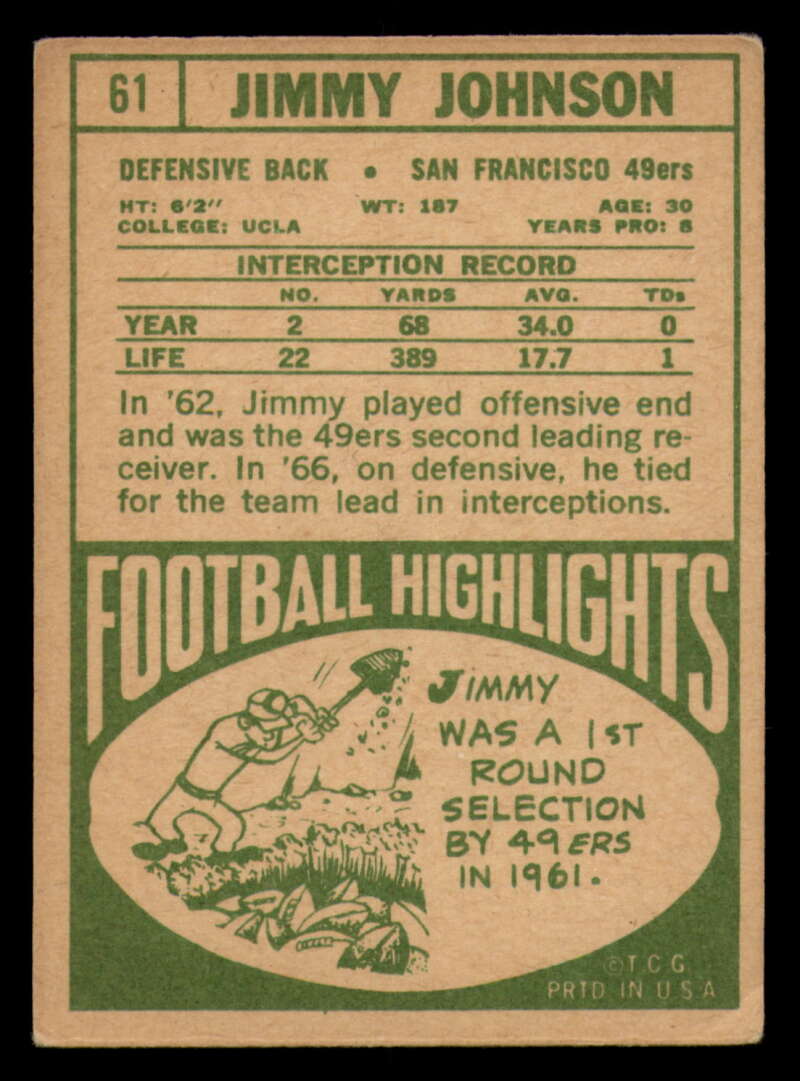 61 JIMMY JOHNSON
DEFENSIVE BACK • SAN FRANCISCO 49ers
HT: 6'2" WT: 187 AGE: 30
COLLEGE: UCLA YEARS PRO: 8
INTERCEPTION RECORD
NO. YARDS AVG. TDs
YEAR 2 68 34.0 0
LIFE 22 389 17.7 1
In '62, Jimmy played offensive end
and was the 49ers second leading re-
ceiver. In '66, on defensive, he tied
for the team lead in interceptions.
FOOTBALL HIGHLIGHTS
JIMMY
WAS A 1ST
ROUND
SELECTION
BY 49ERS
IN 1961.
©T.C.G.
PRTD IN U S A